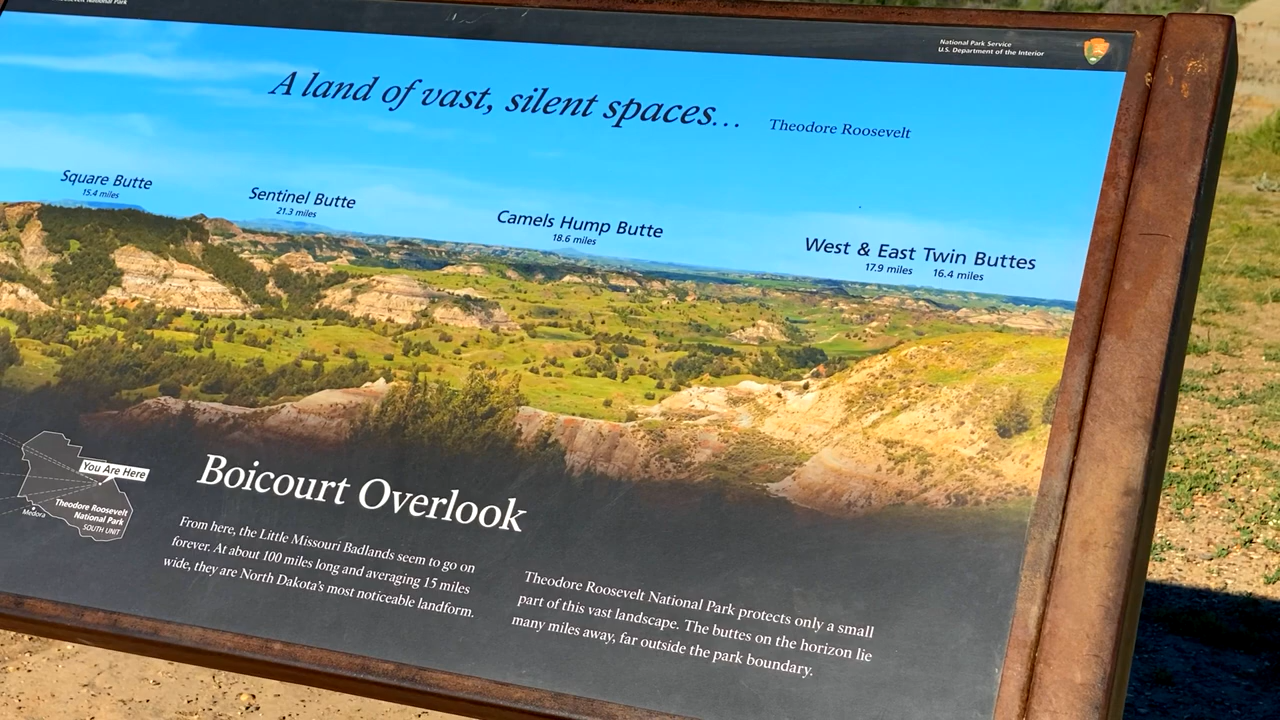 National Park Service
U.S. Department of the Interior
A land of vast, silent spaces... Theodore Roosevelt
Square Butte
15.4 miles
Sentinel Butte
21.3 miles
Camels Hump Butte
18.6 miles
West & East Twin Buttes
17.9 miles 16.4 miles
You Are Here
Theodore Roosevelt
National Park
SOUTH UNIT
Medora
Boicourt Overlook
From here, the Little Missouri Badlands seem to go on
forever. At about 100 miles long and averaging 15 miles
wide, they are North Dakota's most noticeable landform.
Theodore Roosevelt National Park protects only a small
part of this vast landscape. The buttes on the horizon lie
many miles away, far outside the park boundary.